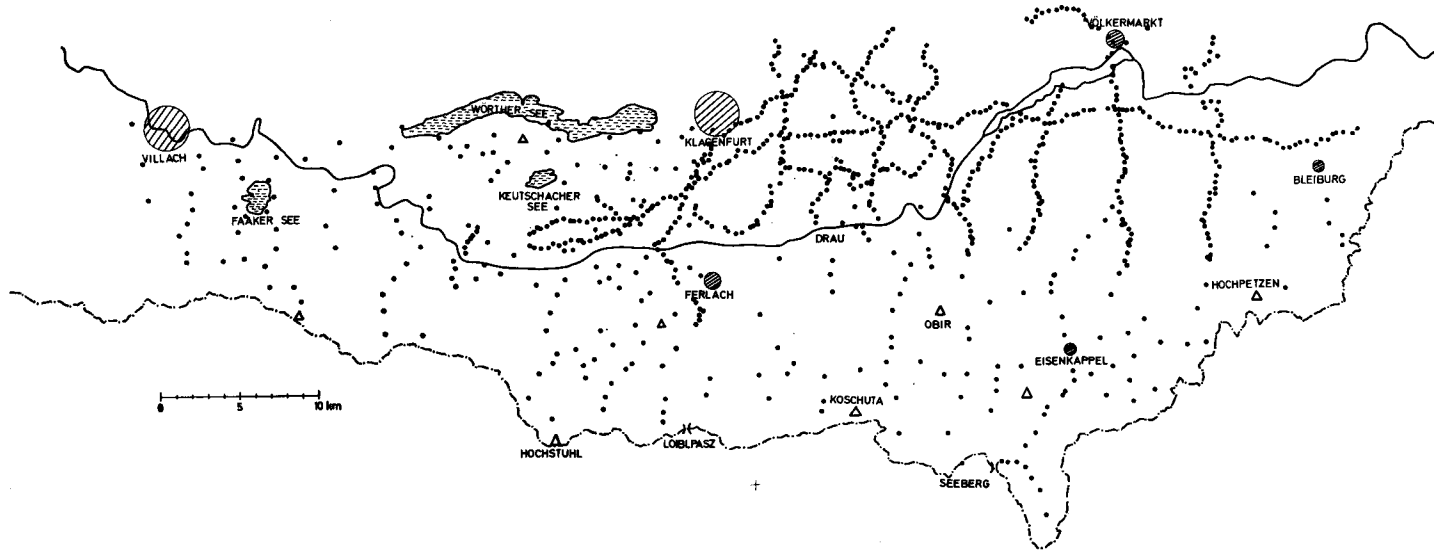 VÖLKERMARKT
WÖRTHER SEE
KLAGENFURT
VILLACH
KEUTSCHACHER
SEE
FAAKER SEE
BLEIBURG
DRAU
FERLACH
HOCHPETZEN
OBIR
EISENKAPPEL
0 5 10 km
KOSCHUTA
HOCHSTUHL
LOIBLPASZ
SEEBERG